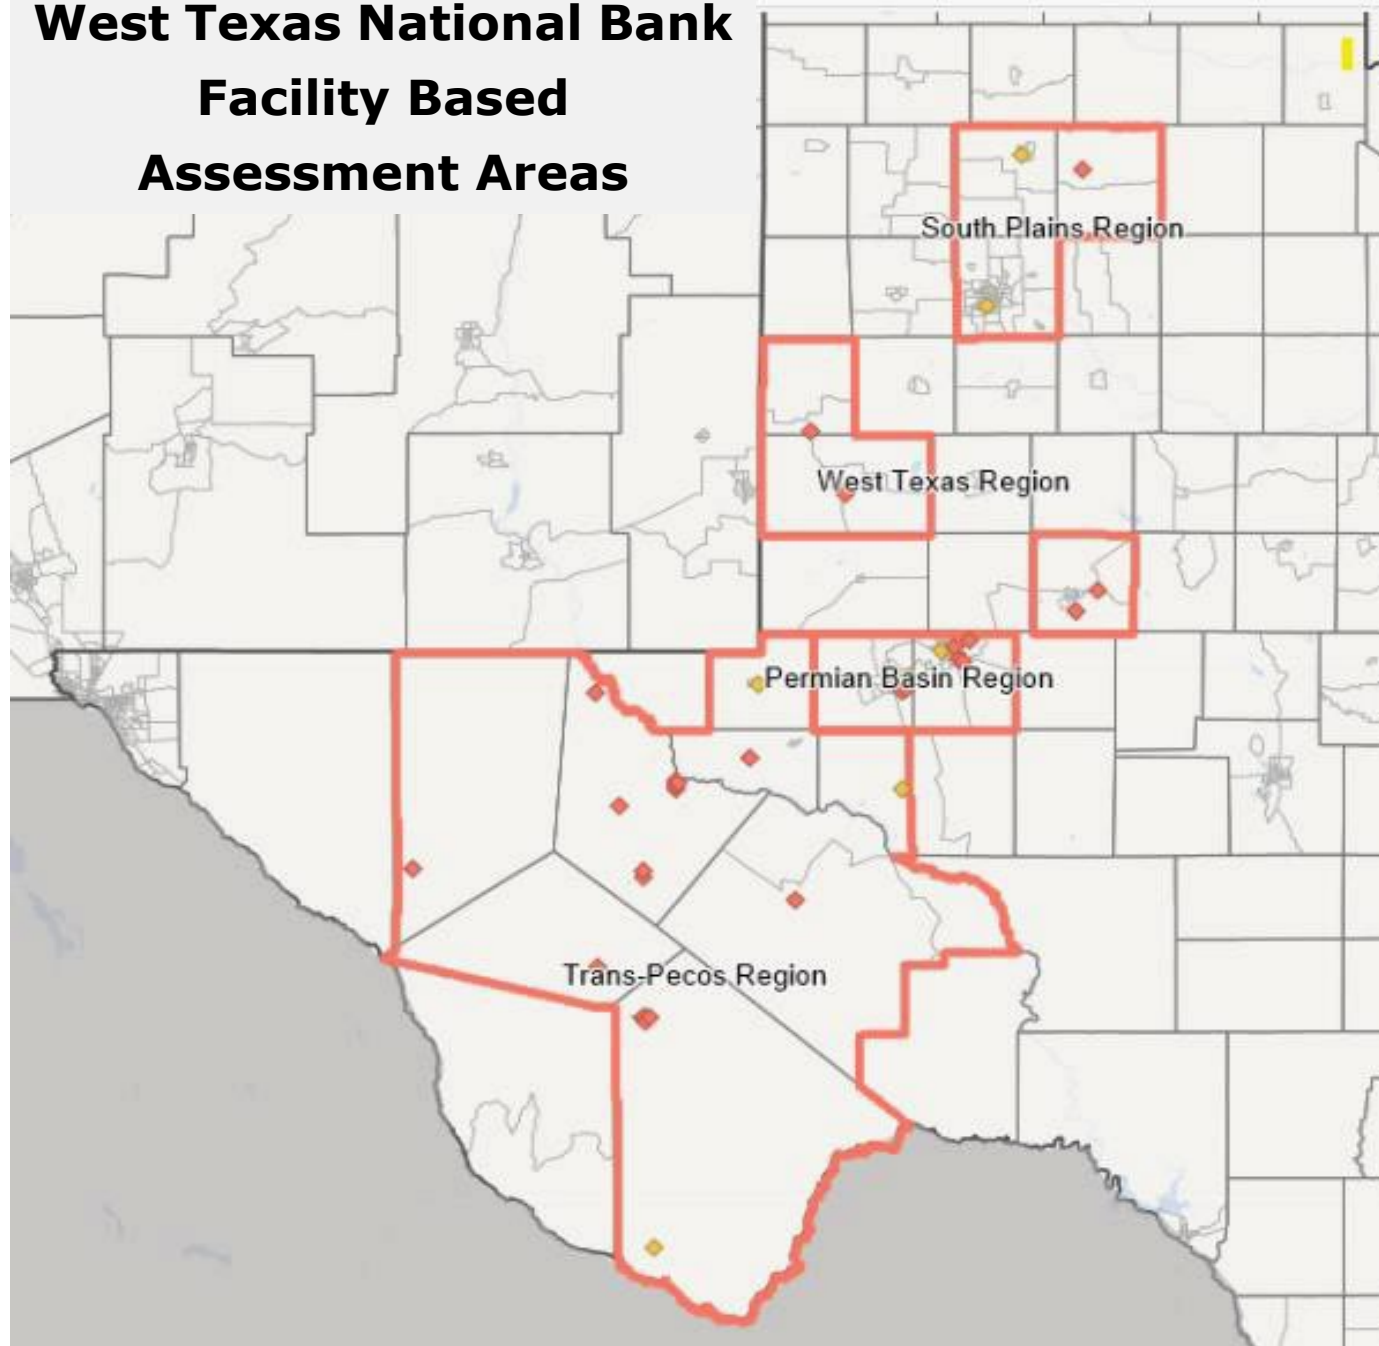 West Texas National Bank
Facility Based
Assessment Areas
South Plains Region
West Texas Region
Permian Basin Region
Trans-Pecos Region